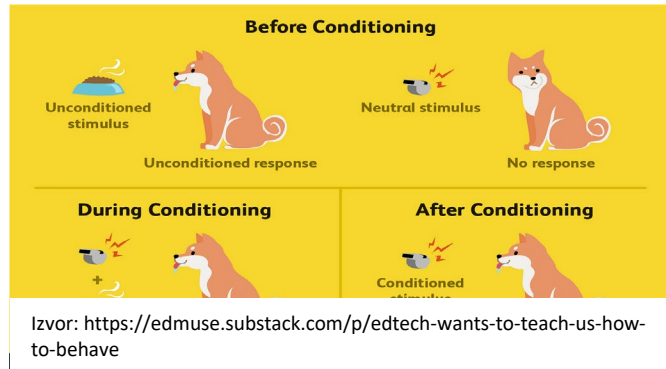 Before Conditioning
Unconditioned
stimulus
Unconditioned response
Neutral stimulus
No response
During Conditioning
+
After Conditioning
Conditioned
stimulus
Izvor: https://edmuse.substack.com/p/edtech-wants-to-teach-us-how-
to-behave